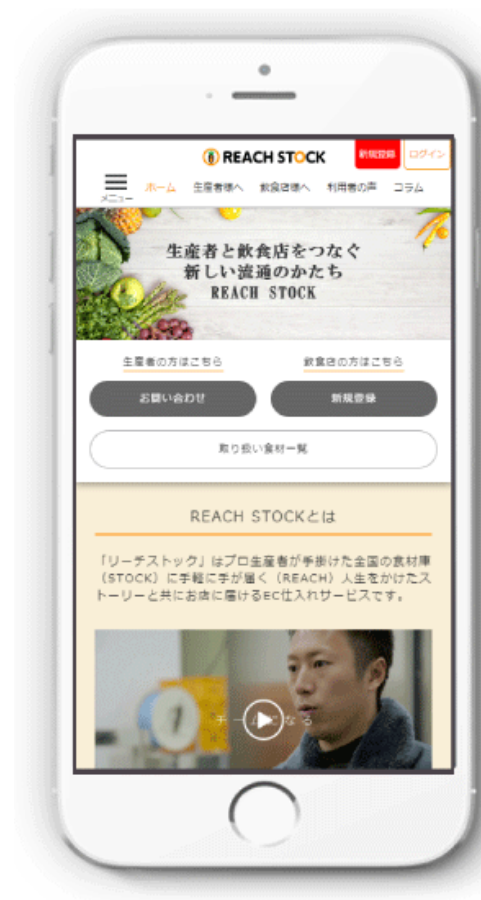 REACH STOCK
新規登録
ログイン
メニュー
ホーム
生産者様へ
飲食店様へ
利用者の声
コラム
生産者と飲食店をつなぐ
新しい流通のかたち
REACH STOCK
生産者の方はこちら
飲食店の方はこちら
お問い合わせ
新規登録
取り扱い食材一覧
REACH STOCKとは
「リーチストック」はプロ生産者が手掛けた全国の食材庫
（STOCK）に手軽に手が届く（REACH）人生をかけたス
トーリーと共にお店に届けるEC仕入れサービスです。
チームになる